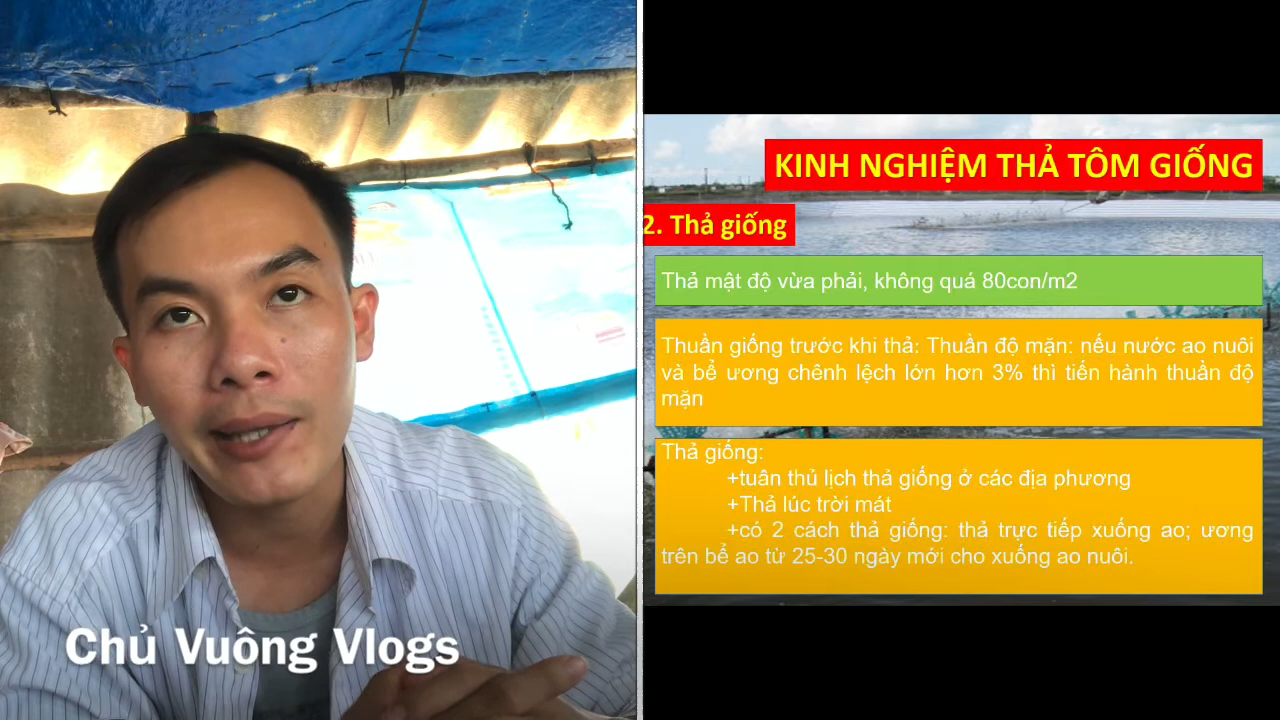 Chủ Vuông Vlogs
KINH NGHIỆM THẢ TÔM GIỐNG
2. Thả giống
Thả mật độ vừa phải, không quá 80con/m2
Thuần giống trước khi thả: Thuần độ mặn: nếu nước ao nuôi
và bể ương chênh lệch lớn hơn 3% thì tiến hành thuần độ
mặn
Thả giống:
+tuân thủ lịch thả giống ở các địa phương
+Thả lúc trời mát
+có 2 cách thả giống: thả trực tiếp xuống ao; ương
trên bể ao từ 25-30 ngày mới cho xuống ao nuôi.